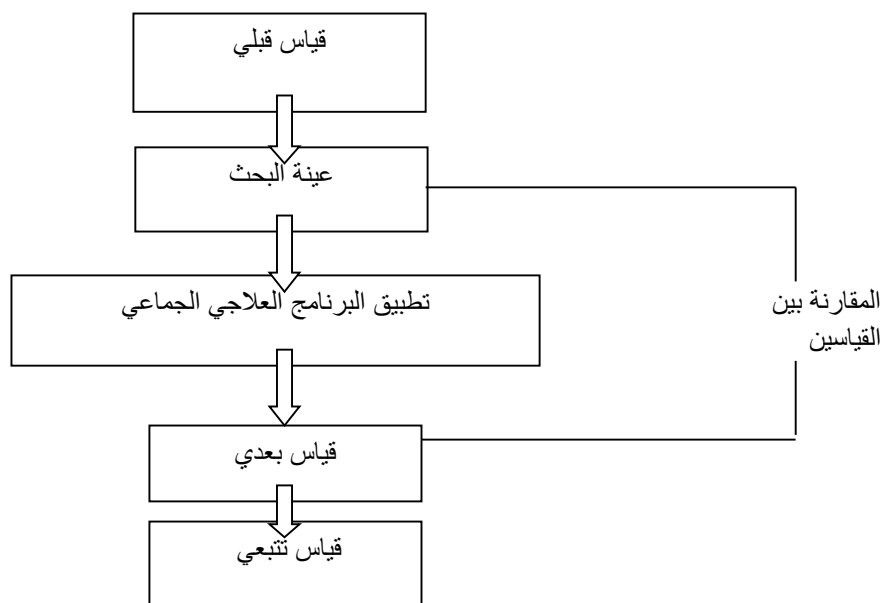 قياس قبلي
عينة البحث
تطبيق البرنامج العلاجي الجماعي
المقارنة بين
القياسين
قياس بعدي
قياس تتبعي